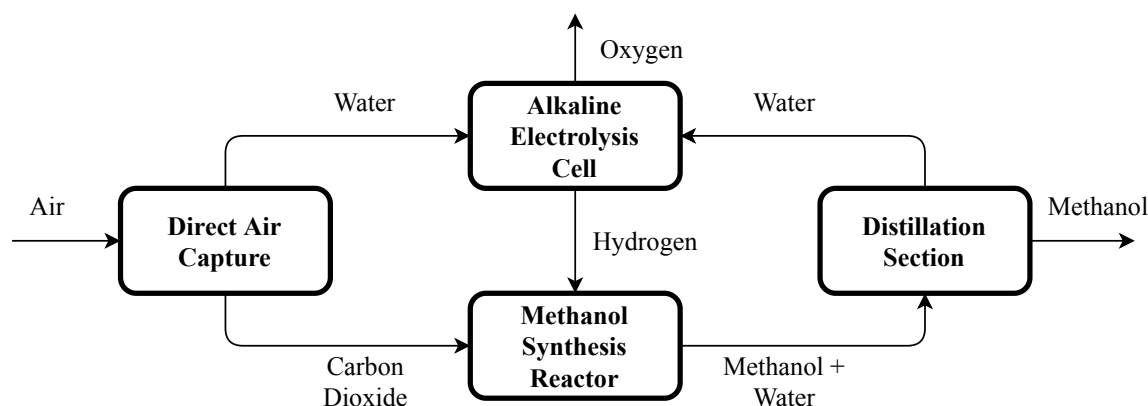 Oxygen
Water
Alkaline
Electrolysis
Cell
Water
Air
Direct Air
Capture
Hydrogen
Distillation
Section
Methanol
Carbon
Dioxide
Methanol
Synthesis
Reactor
Methanol +
Water